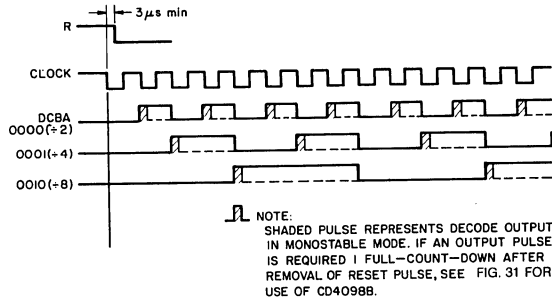 3μs min
R
CLOCK
DCBA
0000(÷2)
0001(÷4)
0010(÷8)
NOTE:
SHADED PULSE REPRESENTS DECODE OUTPUT
IN MONOSTABLE MODE. IF AN OUTPUT PULSE
IS REQUIRED I FULL-COUNT-DOWN AFTER
REMOVAL OF RESET PULSE, SEE FIG. 31 FOR
USE OF CD4098B.